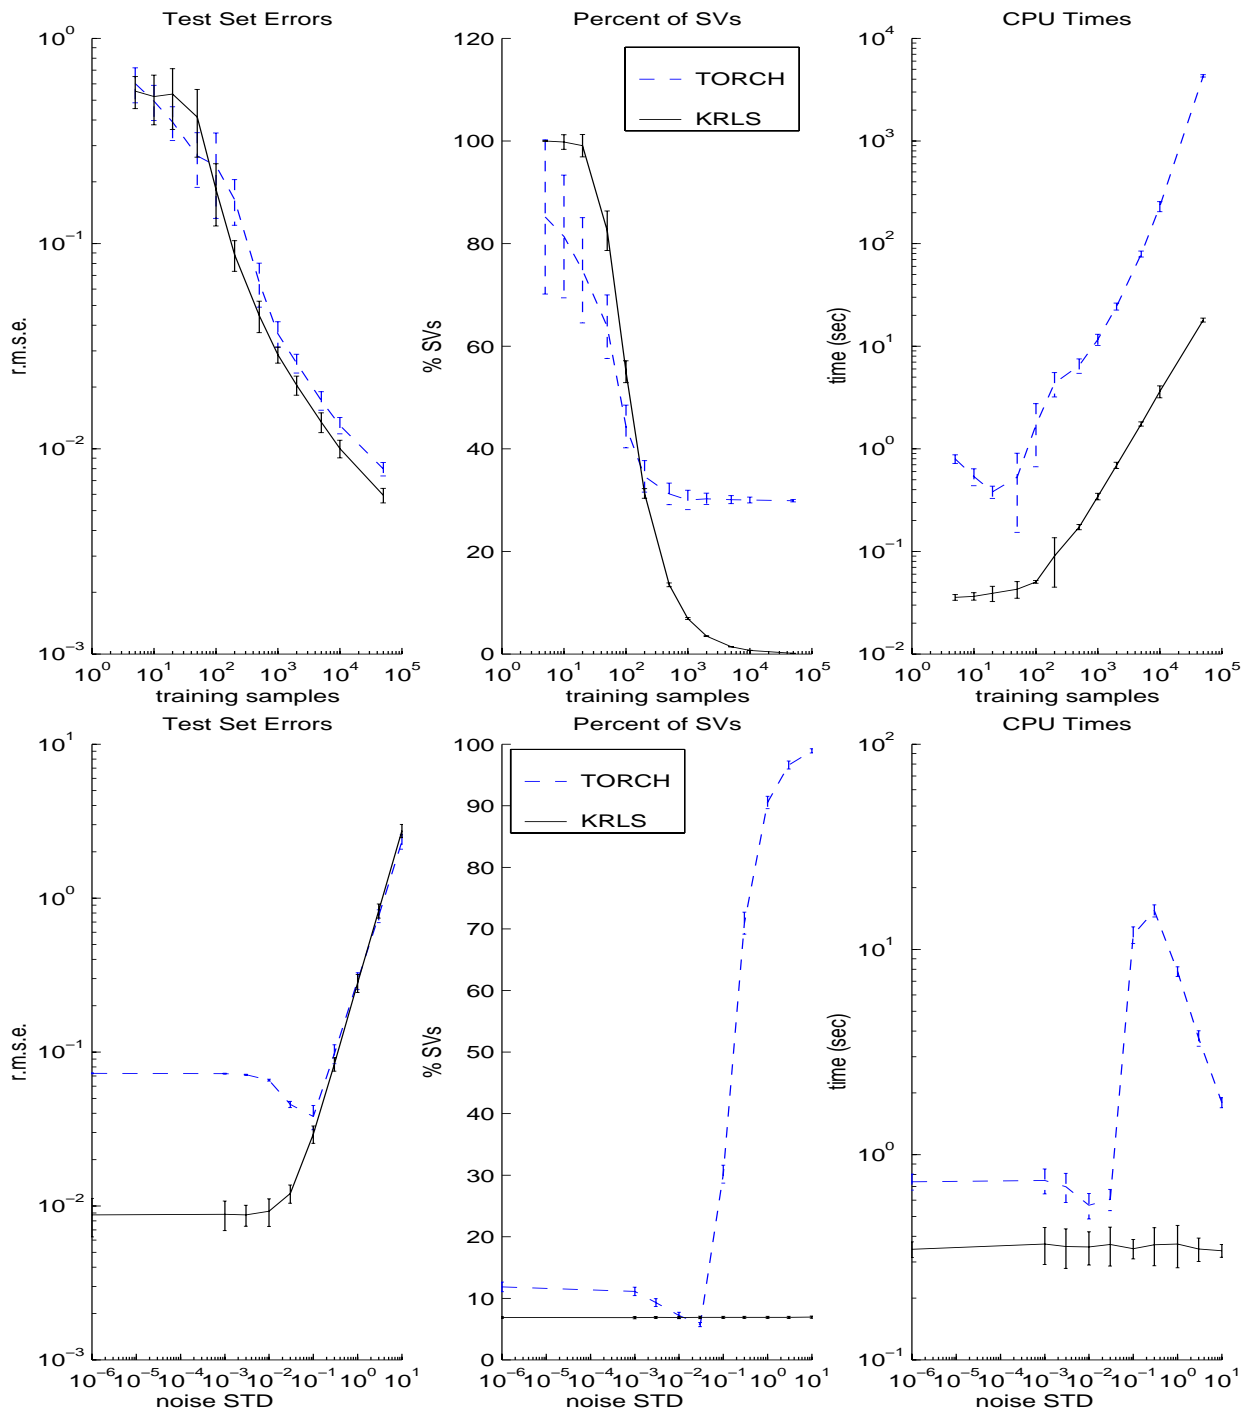 Test Set Errors
10^0
10^-1
10^-2
10^-3
r.m.s.e.
10^0 10^1 10^2 10^3 10^4 10^5
training samples
Percent of SVs
120
100
80
60
40
20
0
% SVs
TORCH
KRLS
10^0 10^1 10^2 10^3 10^4 10^5
training samples
CPU Times
10^4
10^3
10^2
10^1
10^0
10^-1
10^-2
time (sec)
10^0 10^1 10^2 10^3 10^4 10^5
training samples
Test Set Errors
10^1
10^0
10^-1
10^-2
10^-3
r.m.s.e.
10^-6 10^-5 10^-4 10^-3 10^-2 10^-1 10^0 10^1
noise STD
Percent of SVs
100
90
80
70
60
50
40
30
20
10
0
% SVs
TORCH
KRLS
10^-6 10^-5 10^-4 10^-3 10^-2 10^-1 10^0 10^1
noise STD
CPU Times
10^2
10^1
10^0
10^-1
time (sec)
10^-6 10^-5 10^-4 10^-3 10^-2 10^-1 10^0 10^1
noise STD